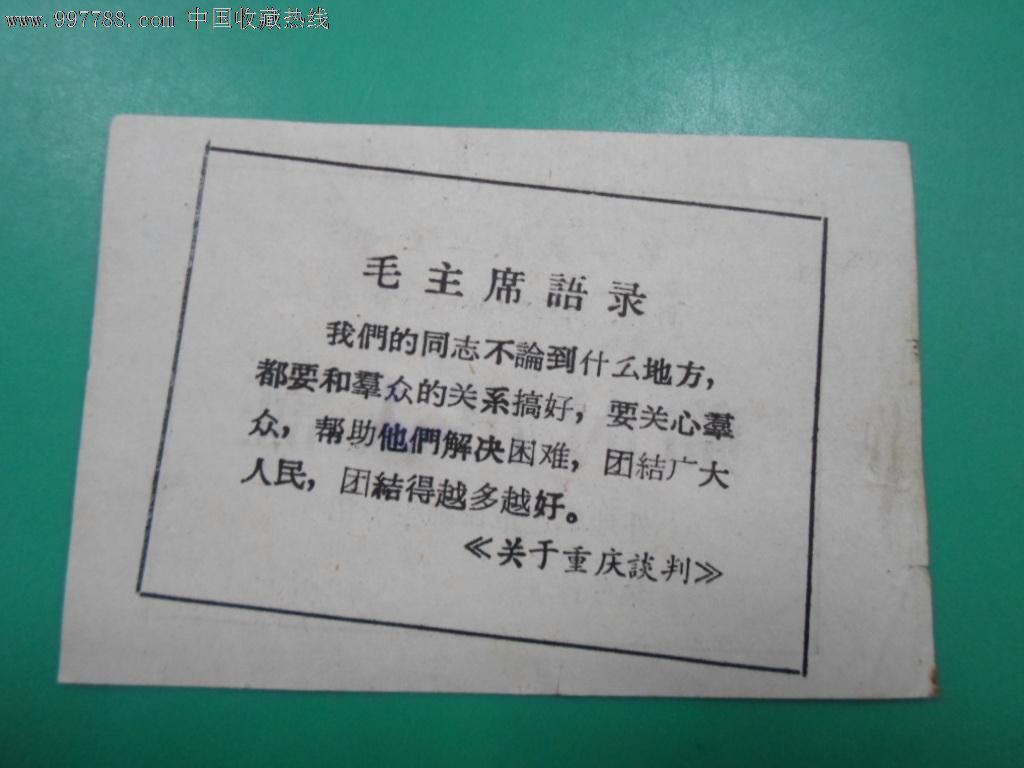 www.997788.com 中国收藏热线
毛主席語录
我們的同志不論到什么地方，
都要和羣众的关系搞好，要关心羣
众，帮助他們解决困难，团結广大
人民，团結得越多越好。
《关于重庆談判》